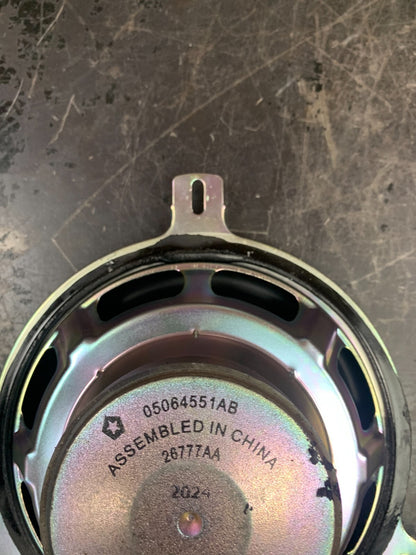 05064551AB
ASSEMBLED IN CHINA
26777AA
2024